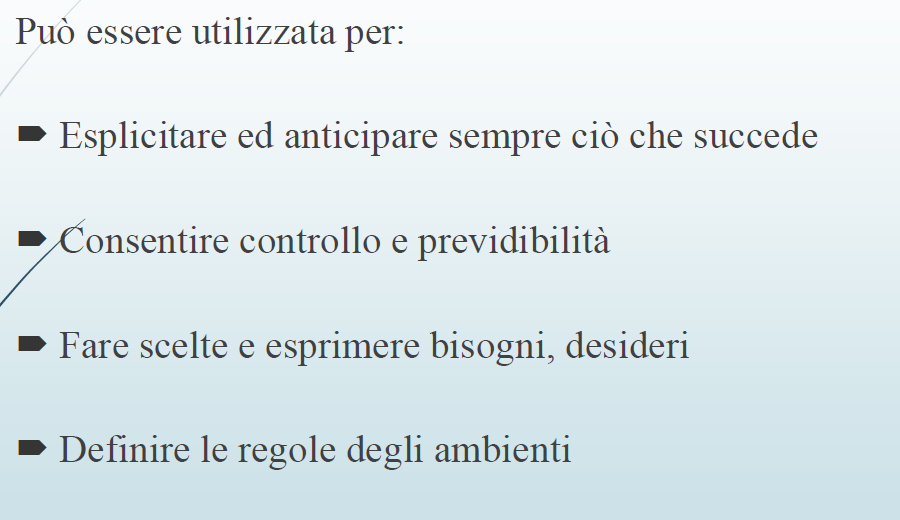 Può essere utilizzata per:
Esplicitare ed anticipare sempre ciò che succede
Consentire controllo e previdibilità
Fare scelte e esprimere bisogni, desideri
Definire le regole degli ambienti